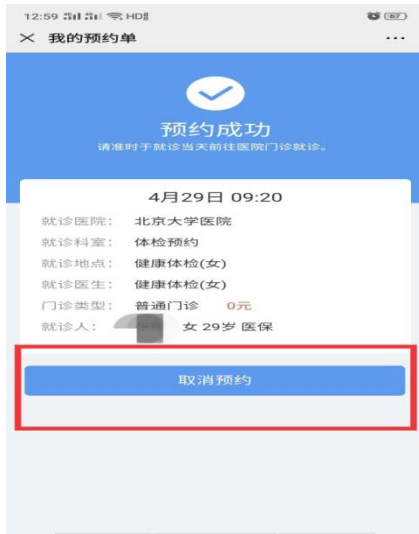 12:59 HD
67
× 我的预约单 ...
预约成功
请准时于就诊当天前往医院门诊就诊。
4月29日 09:20
就诊医院: 北京大学医院
就诊科室: 体检预约
就诊地点: 健康体检(女)
就诊医生: 健康体检(女)
门诊类型: 普通门诊 0元
就诊人: 女 29岁 医保
取消预约